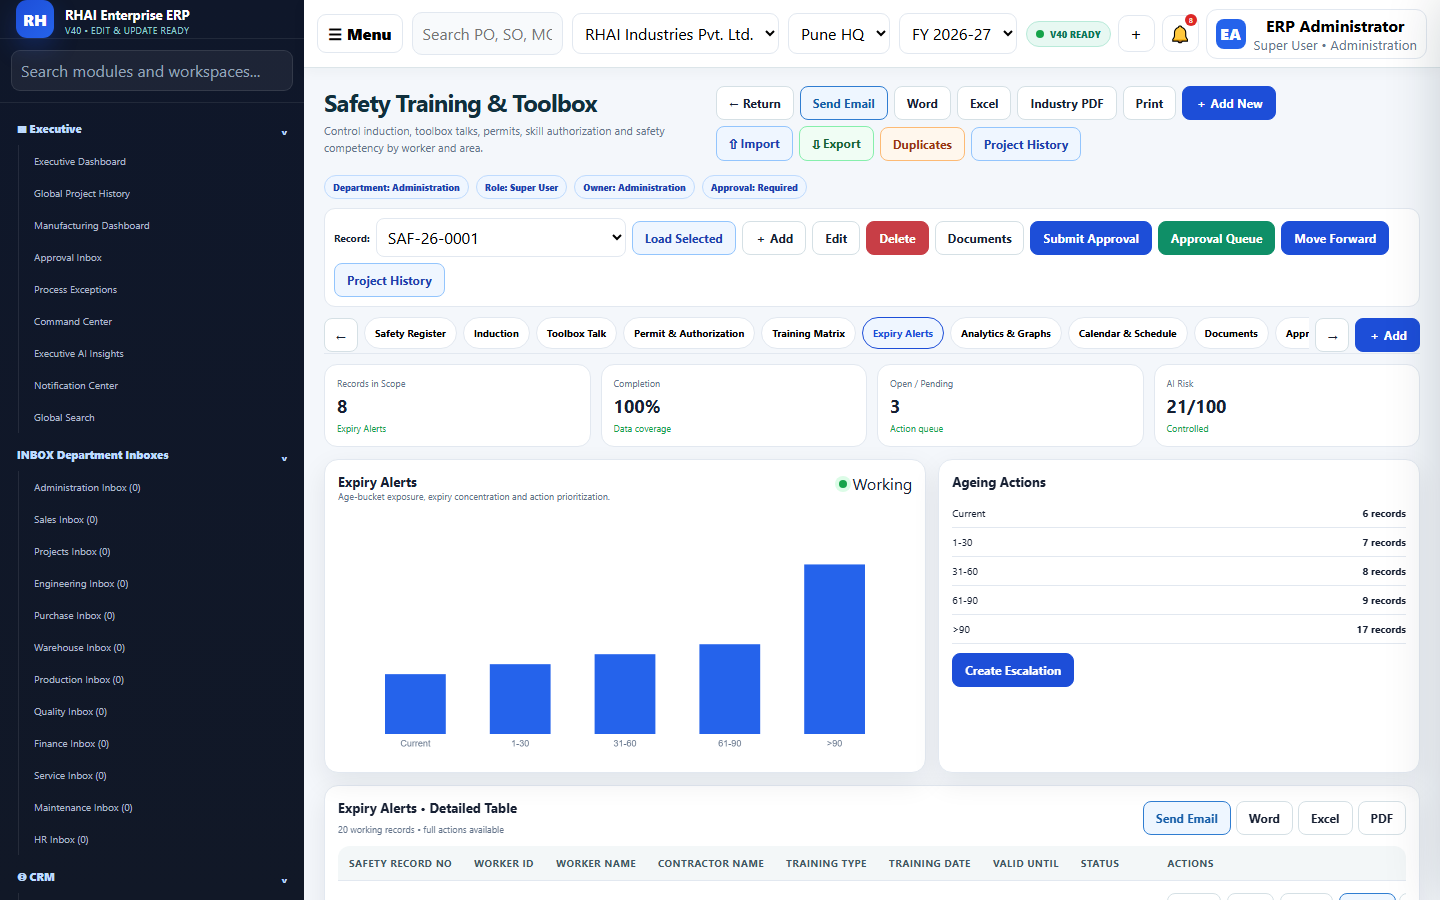 RH
RHAI Enterprise ERP
V40 • EDIT & UPDATE READY
Search modules and workspaces...
Executive
Executive Dashboard
Global Project History
Manufacturing Dashboard
Approval Inbox
Process Exceptions
Command Center
Executive AI Insights
Notification Center
Global Search
INBOX Department Inboxes
Administration Inbox (0)
Sales Inbox (0)
Projects Inbox (0)
Engineering Inbox (0)
Purchase Inbox (0)
Warehouse Inbox (0)
Production Inbox (0)
Quality Inbox (0)
Finance Inbox (0)
Service Inbox (0)
Maintenance Inbox (0)
HR Inbox (0)
CRM
☰ Menu
Search PO, SO, MC
RHAI Industries Pvt. Ltd.
Pune HQ
FY 2026-27
V40 READY
+
8
EA
ERP Administrator
Super User • Administration
Safety Training & Toolbox
Control induction, toolbox talks, permits, skill authorization and safety
competency by worker and area.
← Return
Send Email
Word
Excel
Industry PDF
Print
+ Add New
⇧ Import
⇩ Export
Duplicates
Project History
Department: Administration
Role: Super User
Owner: Administration
Approval: Required
Record:
SAF-26-0001
Load Selected
+ Add
Edit
Delete
Documents
Submit Approval
Approval Queue
Move Forward
Project History
←
Safety Register
Induction
Toolbox Talk
Permit & Authorization
Training Matrix
Expiry Alerts
Analytics & Graphs
Calendar & Schedule
Documents
Appr
→
+ Add
Records in Scope
8
Expiry Alerts
Completion
100%
Data coverage
Open / Pending
3
Action queue
AI Risk
21/100
Controlled
Expiry Alerts
Age-bucket exposure, expiry concentration and action prioritization.
Working
Current
1-30
31-60
61-90
>90
Ageing Actions
Current 6 records
1-30 7 records
31-60 8 records
61-90 9 records
>90 17 records
Create Escalation
Expiry Alerts • Detailed Table
20 working records • full actions available
Send Email
Word
Excel
PDF
SAFETY RECORD NO WORKER ID WORKER NAME CONTRACTOR NAME TRAINING TYPE TRAINING DATE VALID UNTIL STATUS ACTIONS